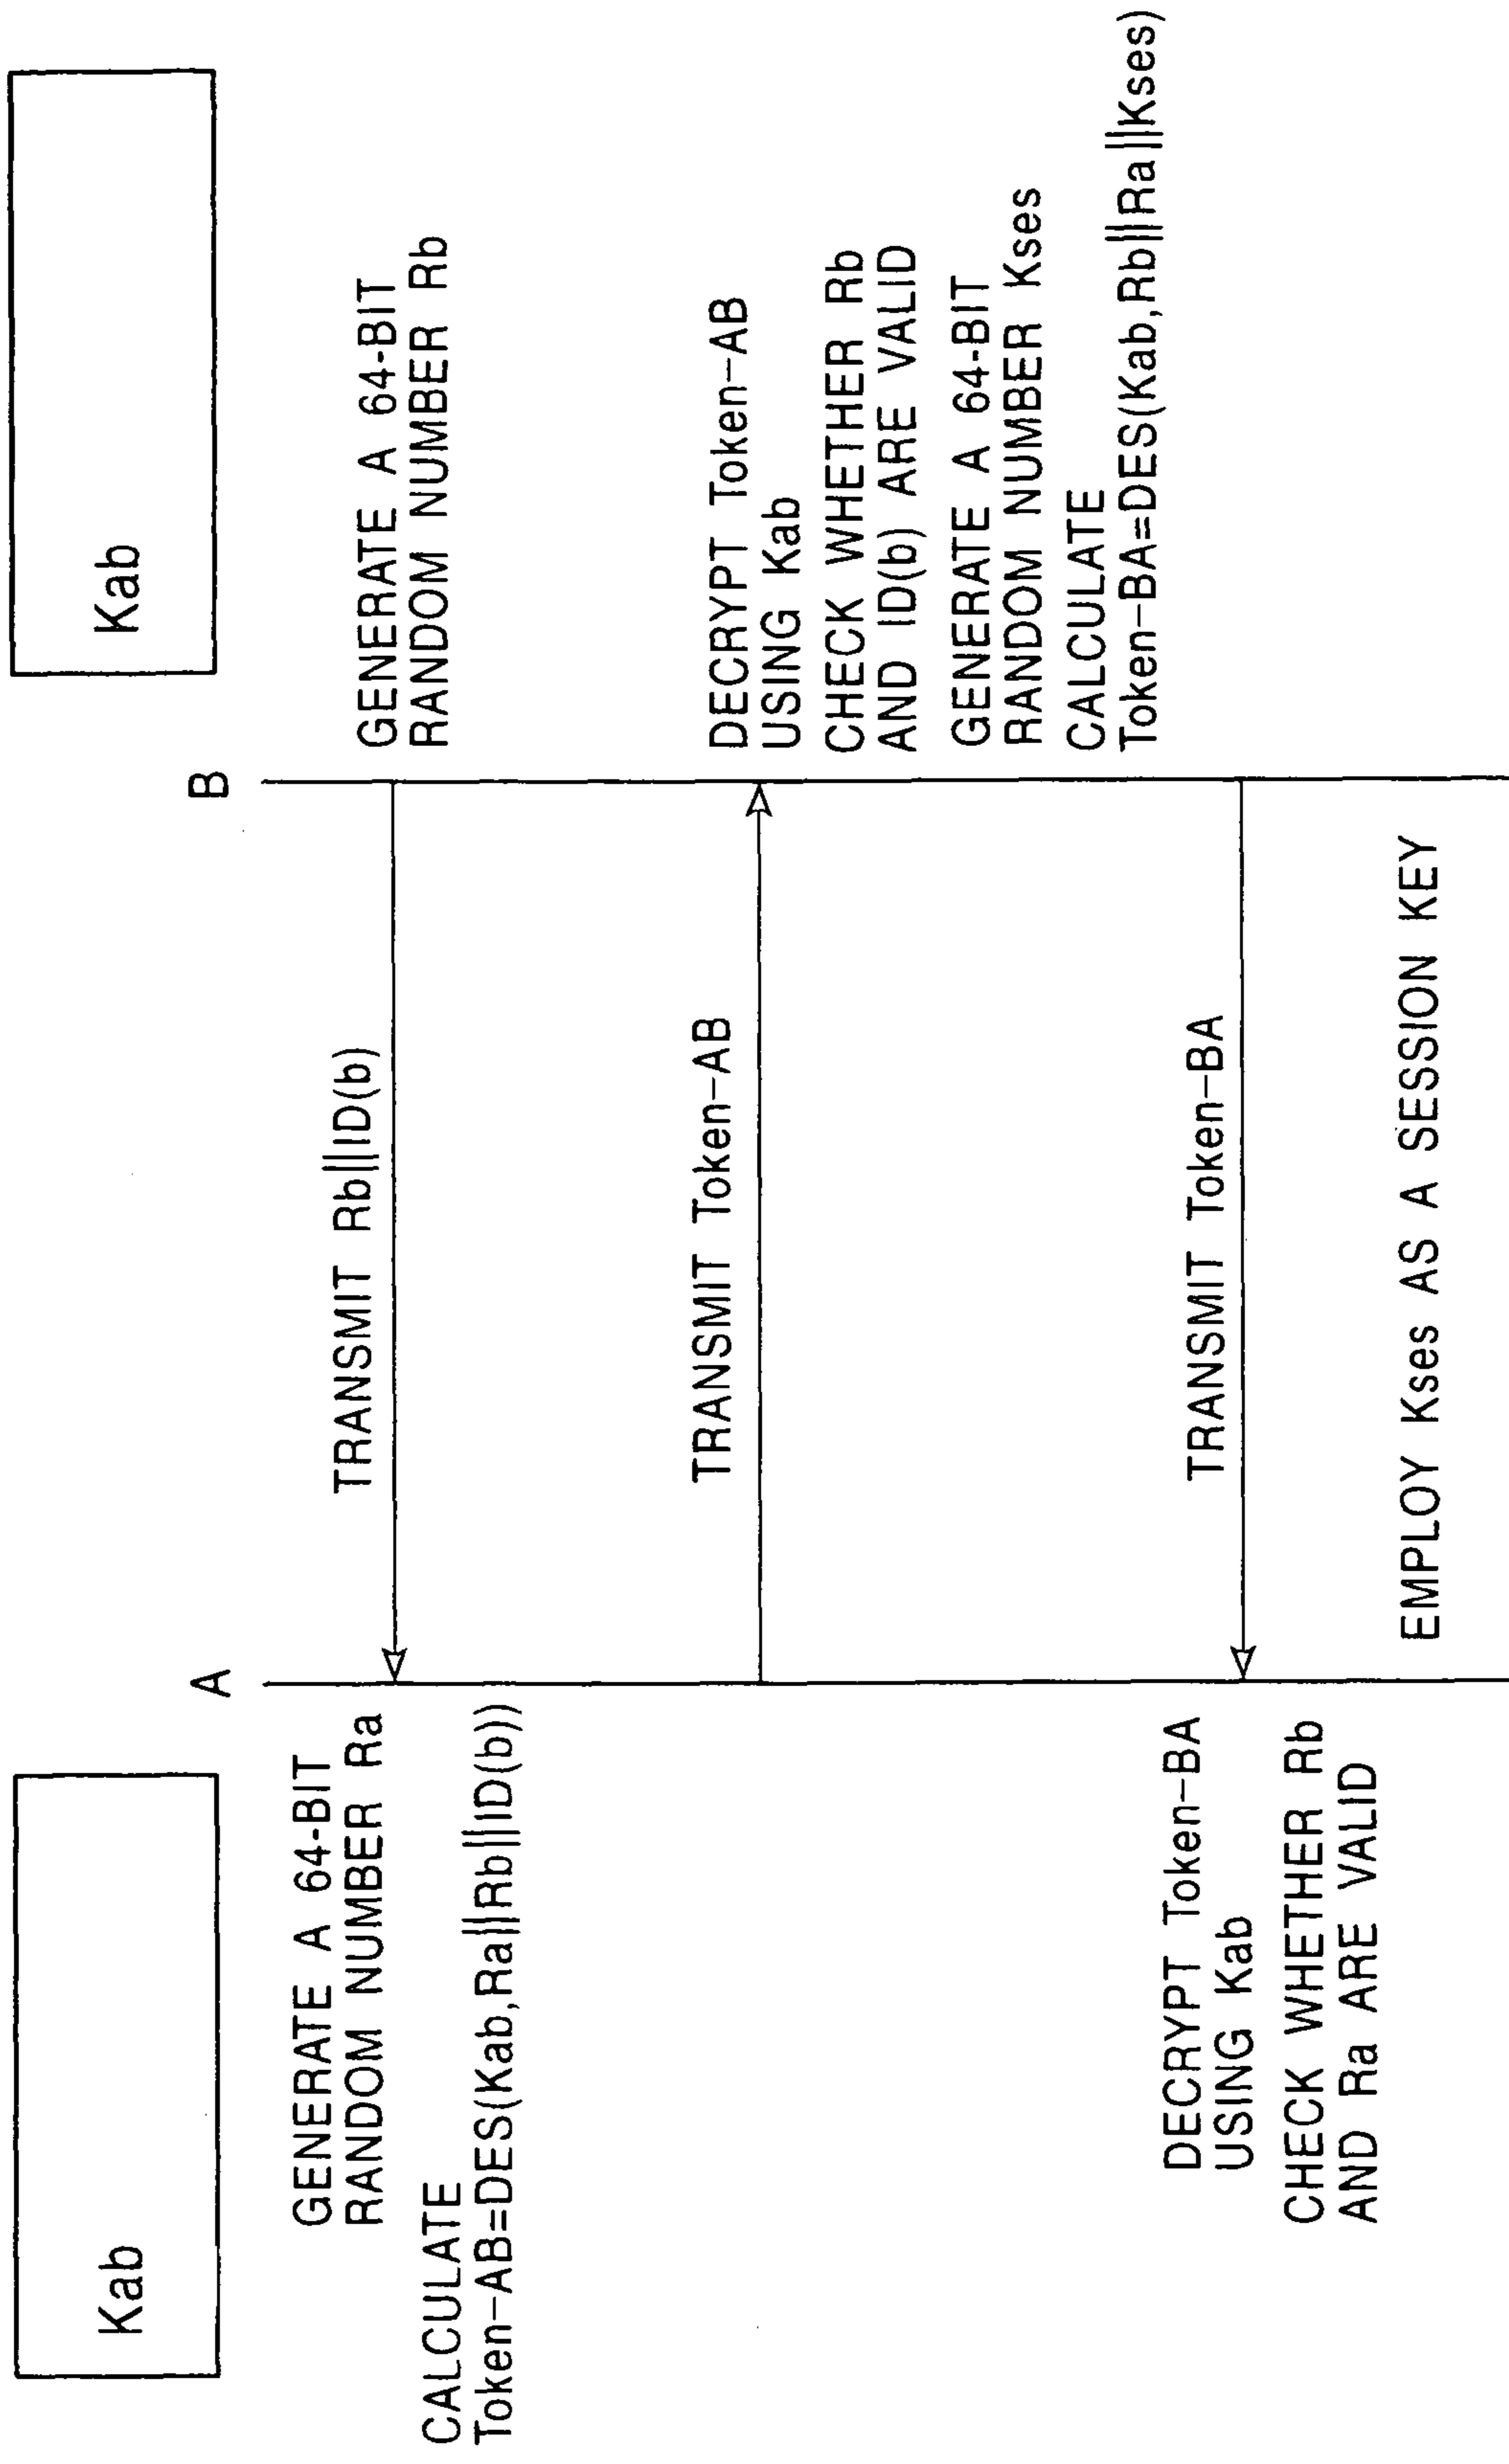 Kab
Kab
A
B
GENERATE A 64-BIT
RANDOM NUMBER Rb
TRANSMIT Rb||ID(b)
GENERATE A 64-BIT
RANDOM NUMBER Ra
CALCULATE
Token-AB=DES(Kab,Ra||Rb||ID(b))
TRANSMIT Token-AB
DECRYPT Token-AB
USING Kab
CHECK WHETHER Rb
AND ID(b) ARE VALID
GENERATE A 64-BIT
RANDOM NUMBER Kses
CALCULATE
Token-BA=DES(Kab,Rb||Ra||Kses)
TRANSMIT Token-BA
DECRYPT Token-BA
USING Kab
CHECK WHETHER Rb
AND Ra ARE VALID
EMPLOY Kses AS A SESSION KEY